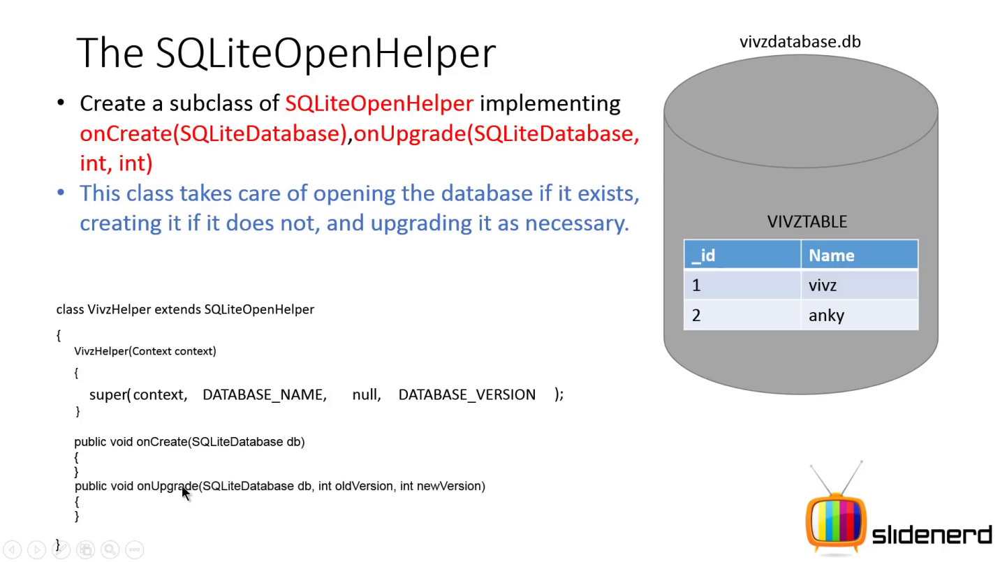 The SQLiteOpenHelper
• Create a subclass of SQLiteOpenHelper implementing
onCreate(SQLiteDatabase),onUpgrade(SQLiteDatabase,
int, int)
• This class takes care of opening the database if it exists,
creating it if it does not, and upgrading it as necessary.
class VivzHelper extends SQLiteOpenHelper
{
VivzHelper(Context context)
{
super(context, DATABASE_NAME, null, DATABASE_VERSION );
}
public void onCreate(SQLiteDatabase db)
{
}
public void onUpgrade(SQLiteDatabase db, int oldVersion, int newVersion)
{
}
}
vivzdatabase.db
VIVZTABLE
_id Name
1 vivz
2 anky
slidenerd